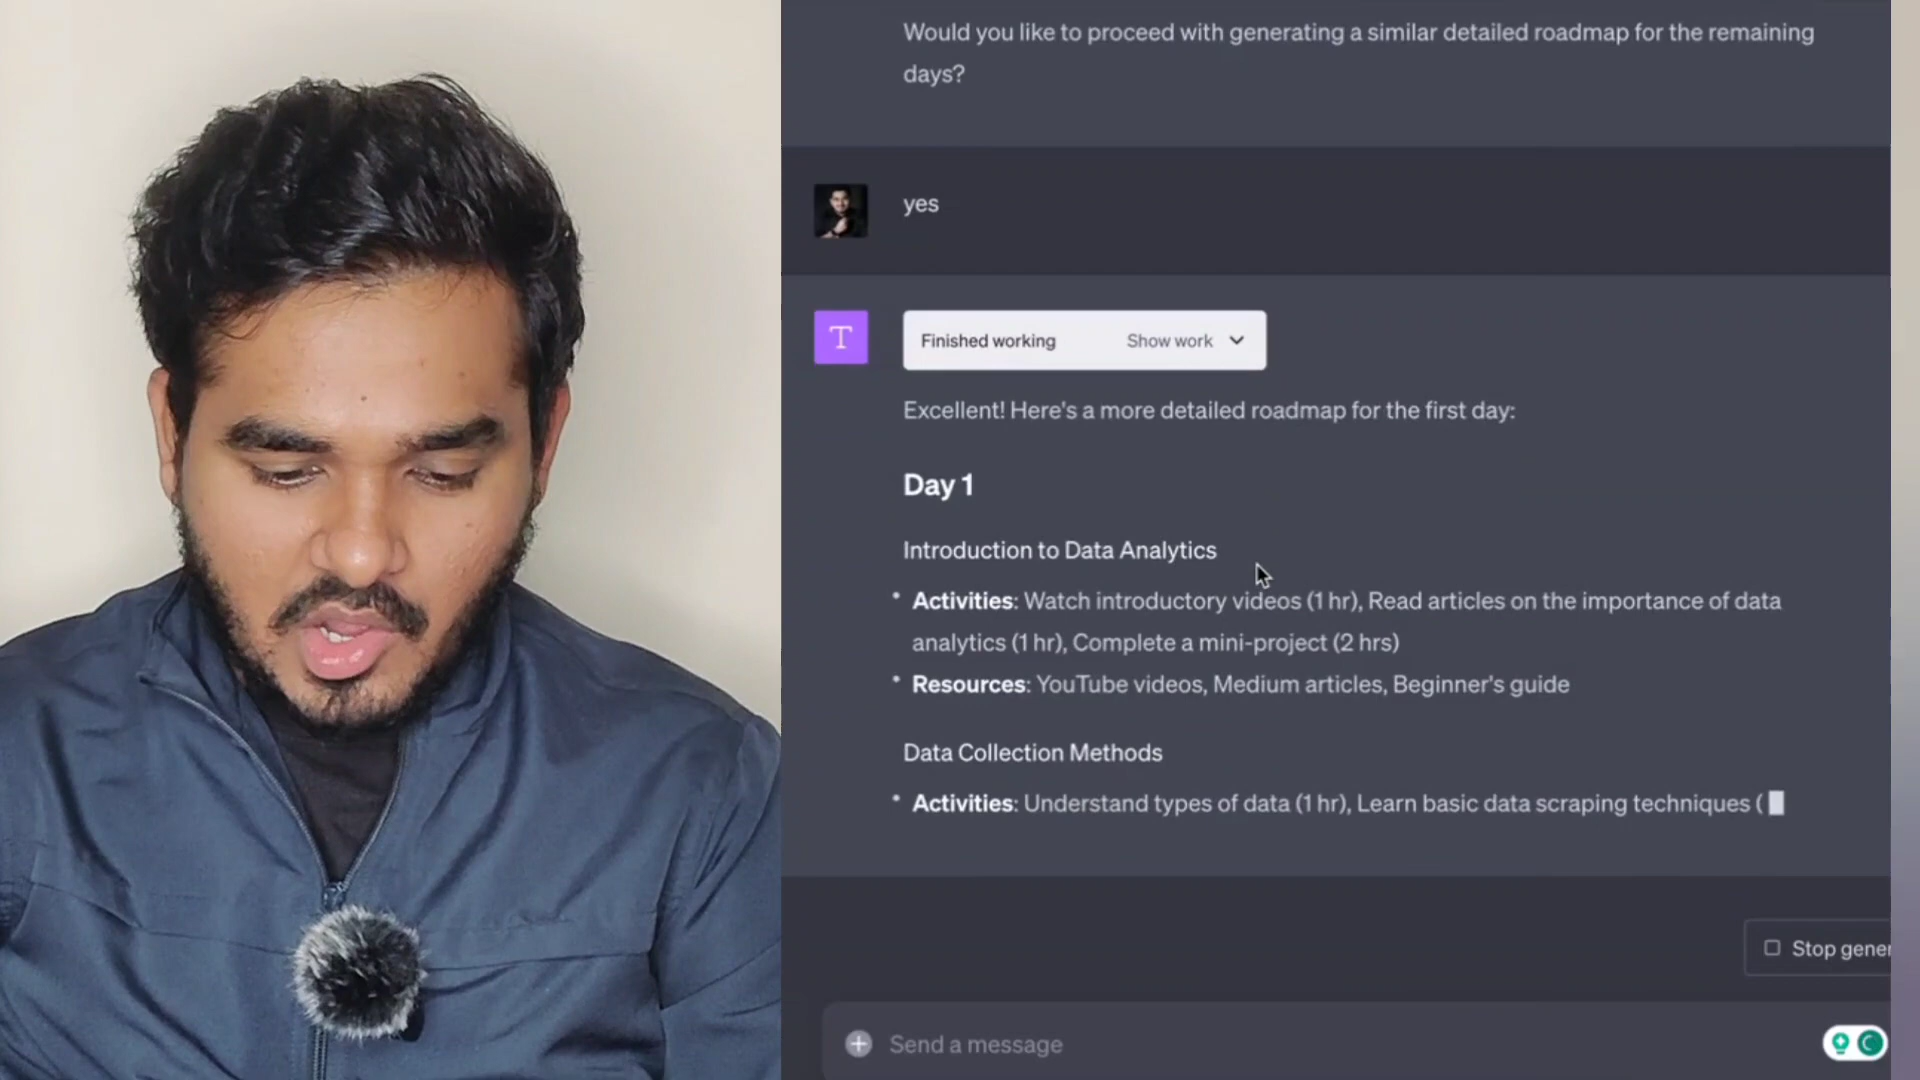 Would you like to proceed with generating a similar detailed roadmap for the remaining
days?
yes
T
Finished working Show work
Excellent! Here's a more detailed roadmap for the first day:
Day 1
Introduction to Data Analytics
• Activities: Watch introductory videos (1 hr), Read articles on the importance of data
analytics (1 hr), Complete a mini-project (2 hrs)
• Resources: YouTube videos, Medium articles, Beginner's guide
Data Collection Methods
• Activities: Understand types of data (1 hr), Learn basic data scraping techniques (
Stop gener
Send a message